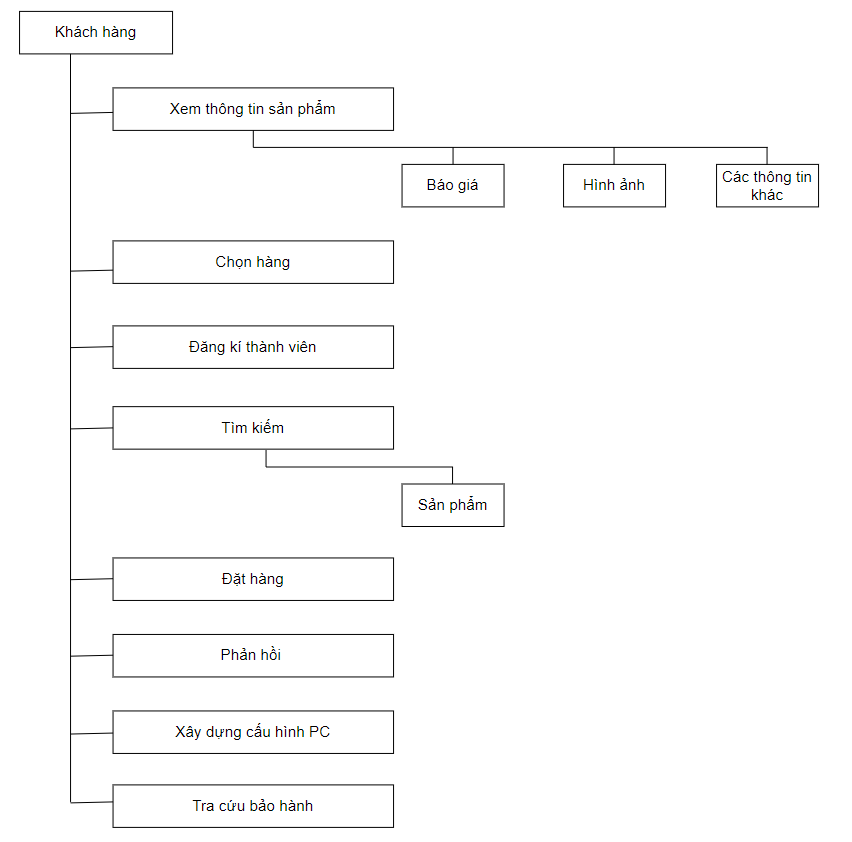 Khách hàng
Xem thông tin sản phẩm
Báo giá
Hình ảnh
Các thông tin
khác
Chọn hàng
Đăng kí thành viên
Tìm kiếm
Sản phẩm
Đặt hàng
Phản hồi
Xây dựng cấu hình PC
Tra cứu bảo hành